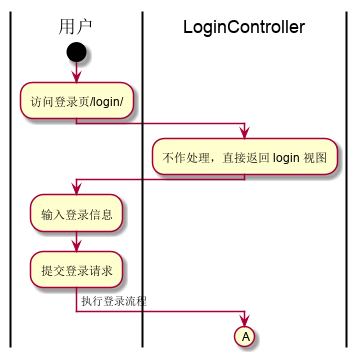 用户
LoginController
访问登录页/login/
不作处理，直接返回 login 视图
输入登录信息
提交登录请求
执行登录流程
A